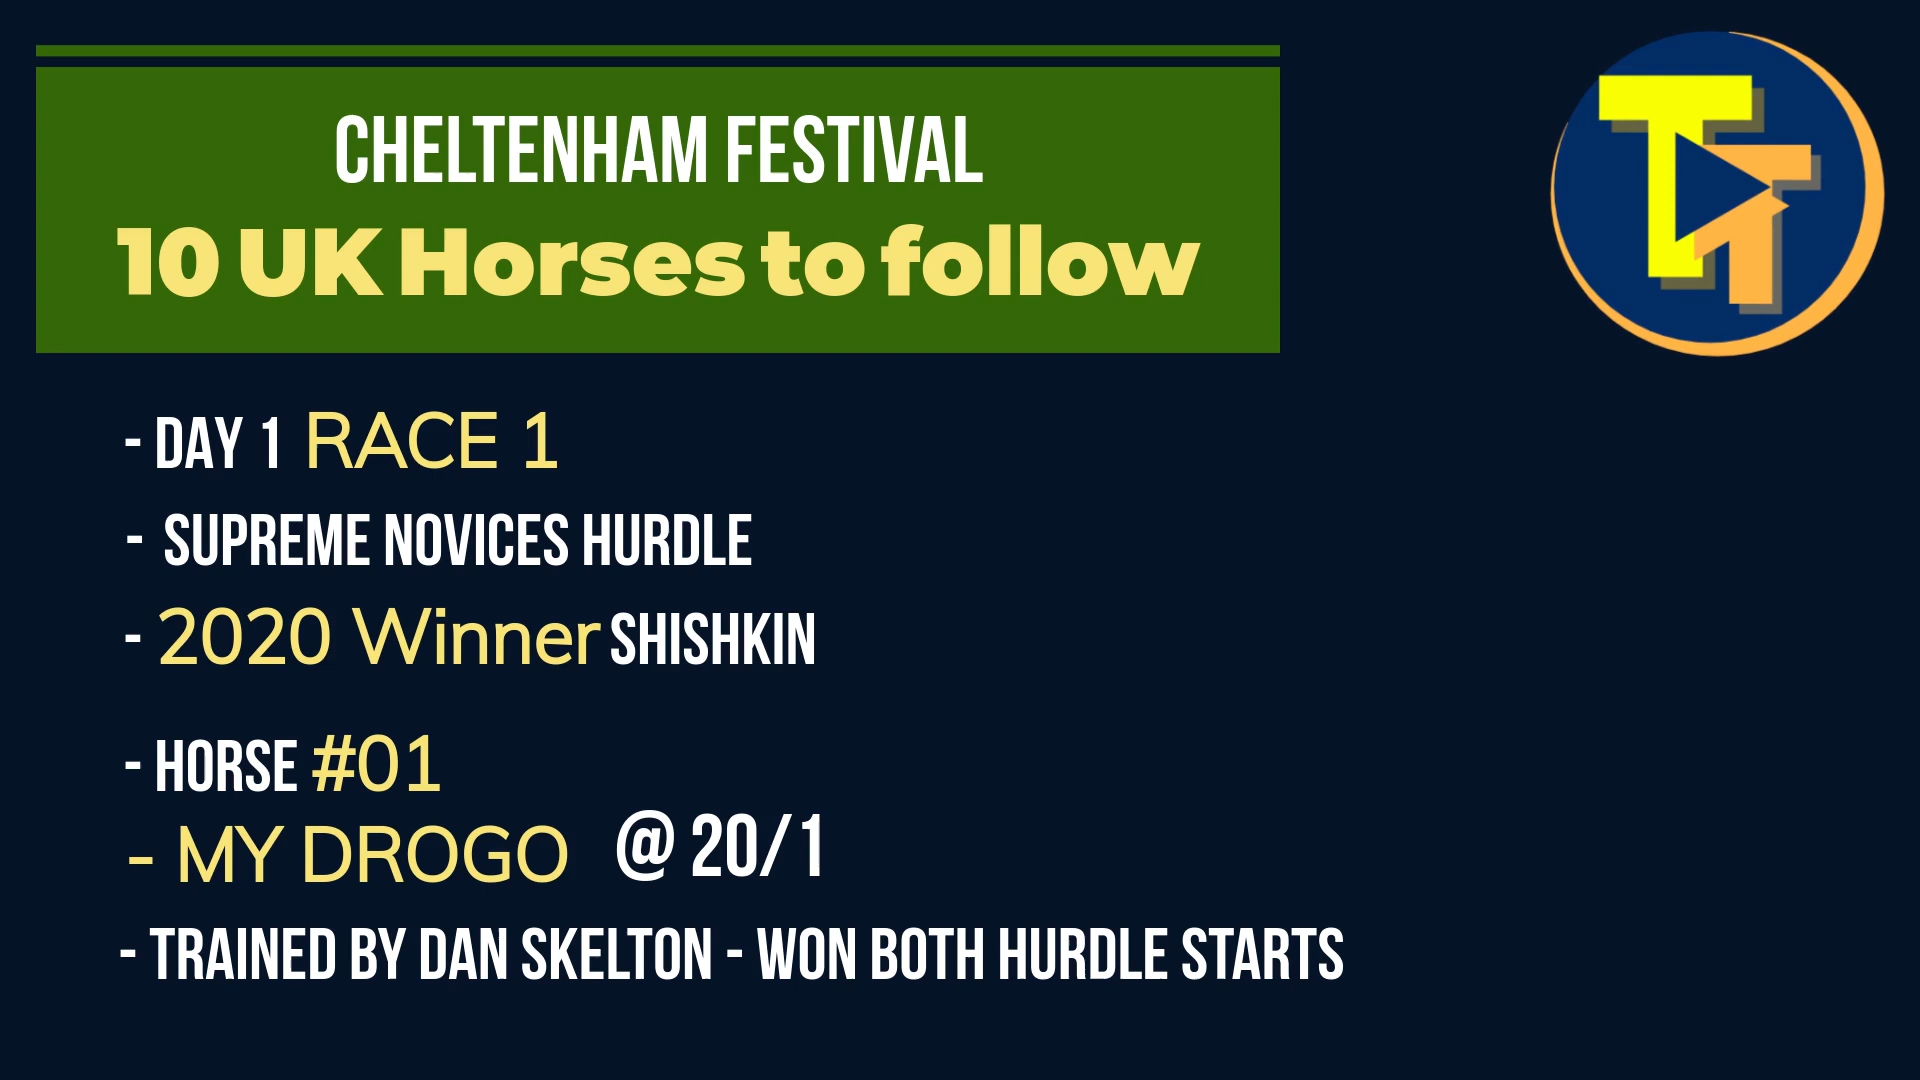 CHELTENHAM FESTIVAL
10 UK Horses to follow
TT
- DAY 1 RACE 1
- SUPREME NOVICES HURDLE
- 2020 Winner SHISHKIN
- HORSE #01
- MY DROGO @ 20/1
- TRAINED BY DAN SKELTON - WON BOTH HURDLE STARTS